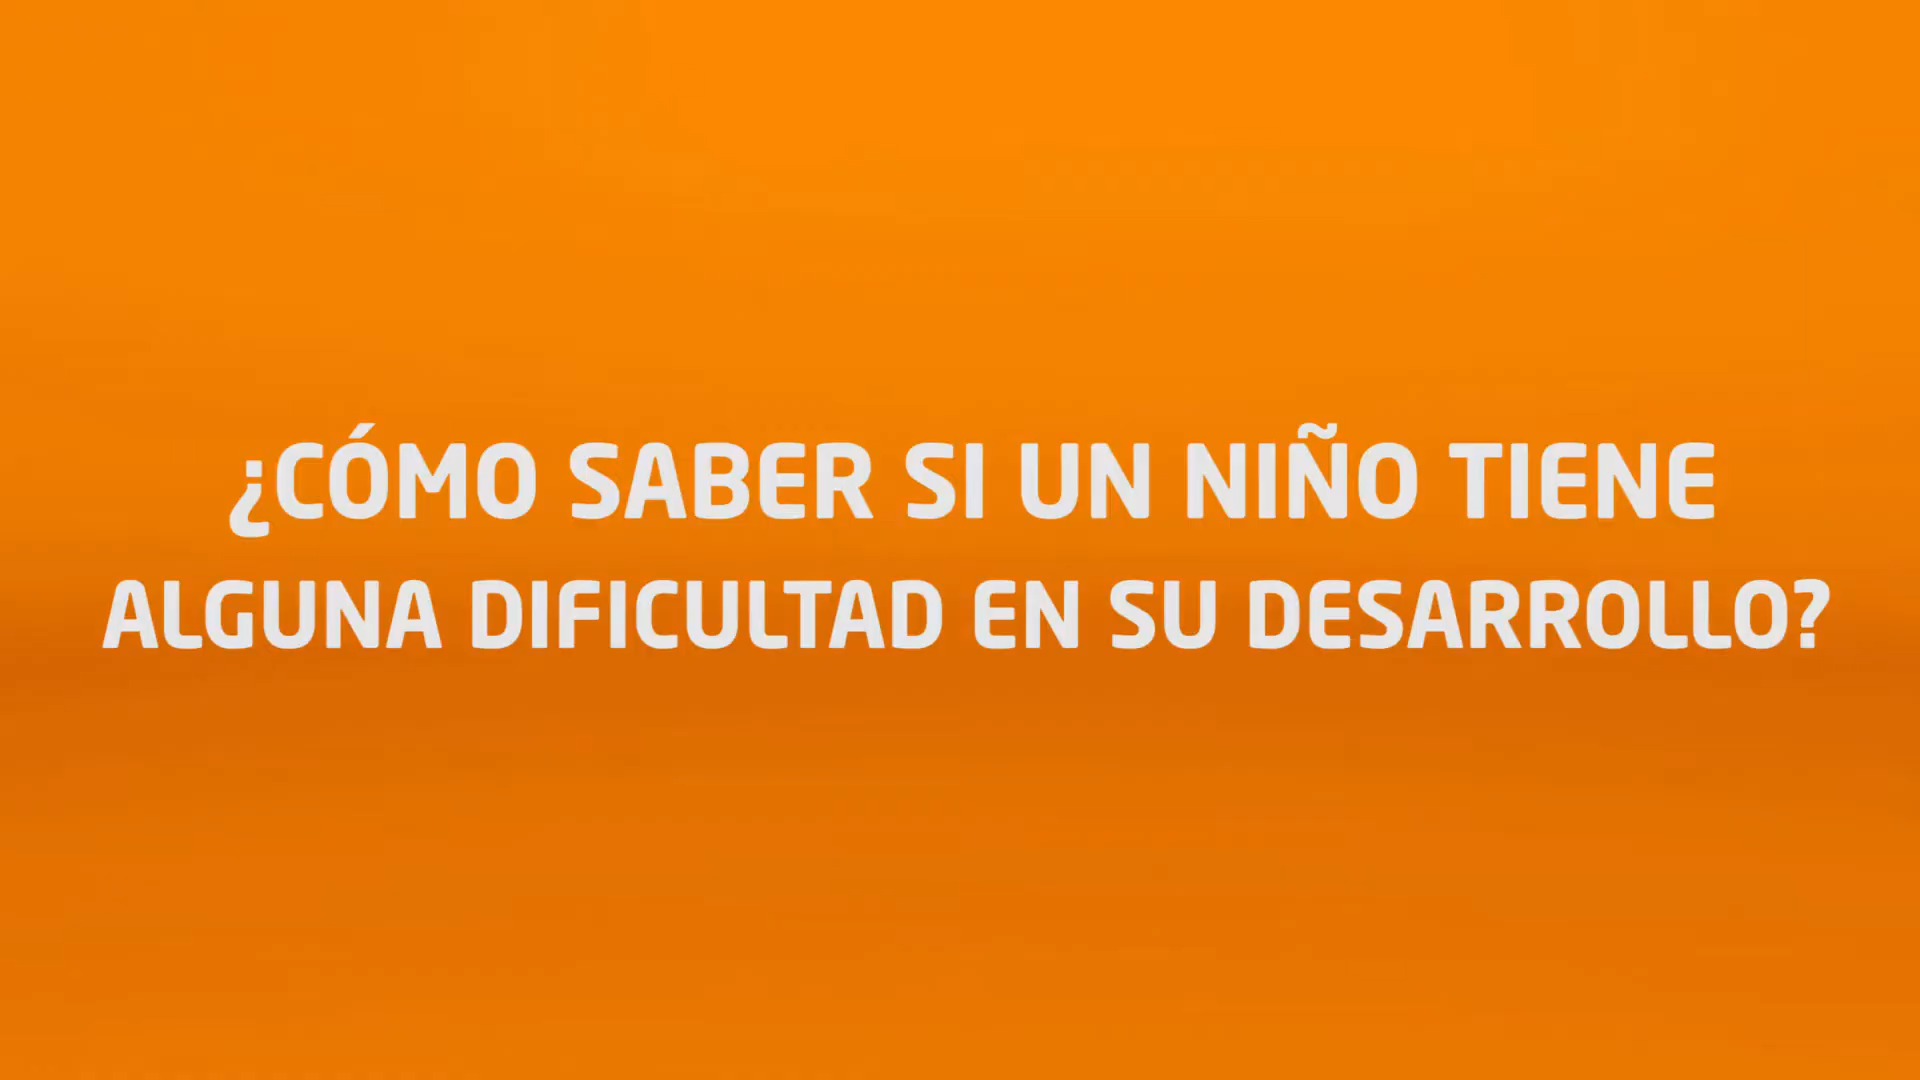 ¿CÓMO SABER SI UN NIÑO TIENE
ALGUNA DIFICULTAD EN SU DESARROLLO?